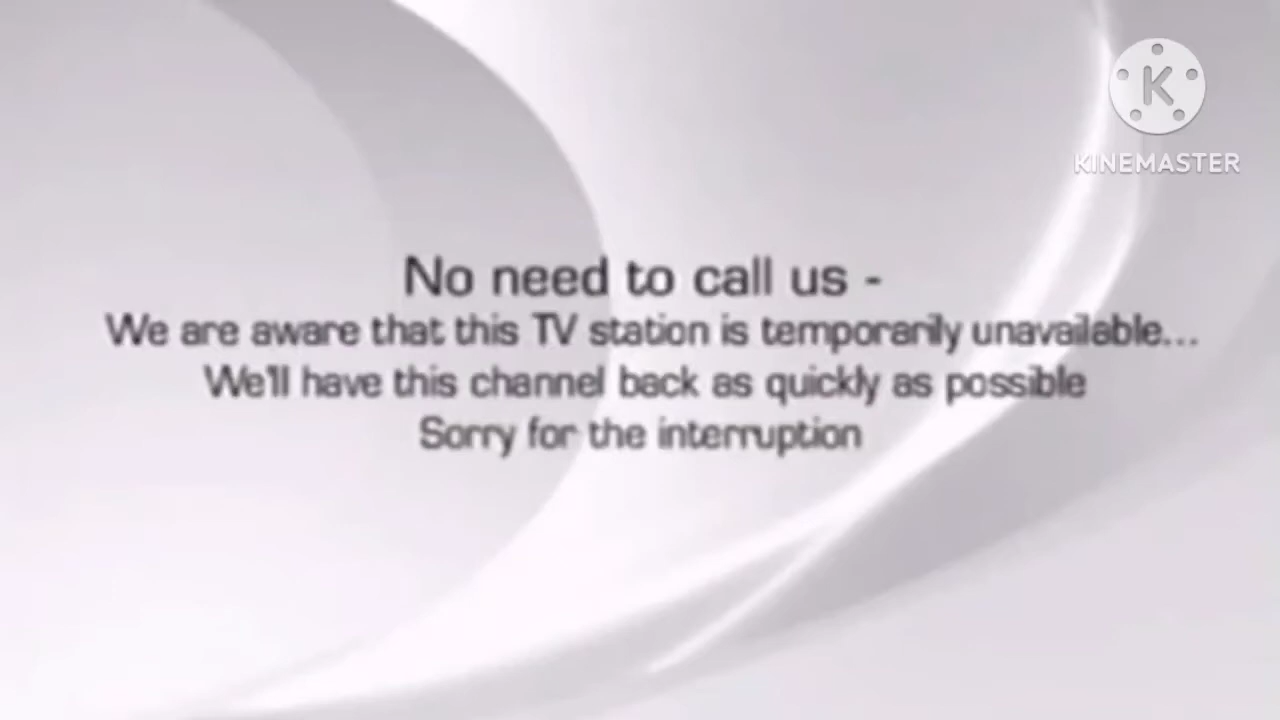 K
KINEMASTER
No need to call us -
We are aware that this TV station is temporarily unavailable...
We'll have this channel back as quickly as possible
Sorry for the interruption